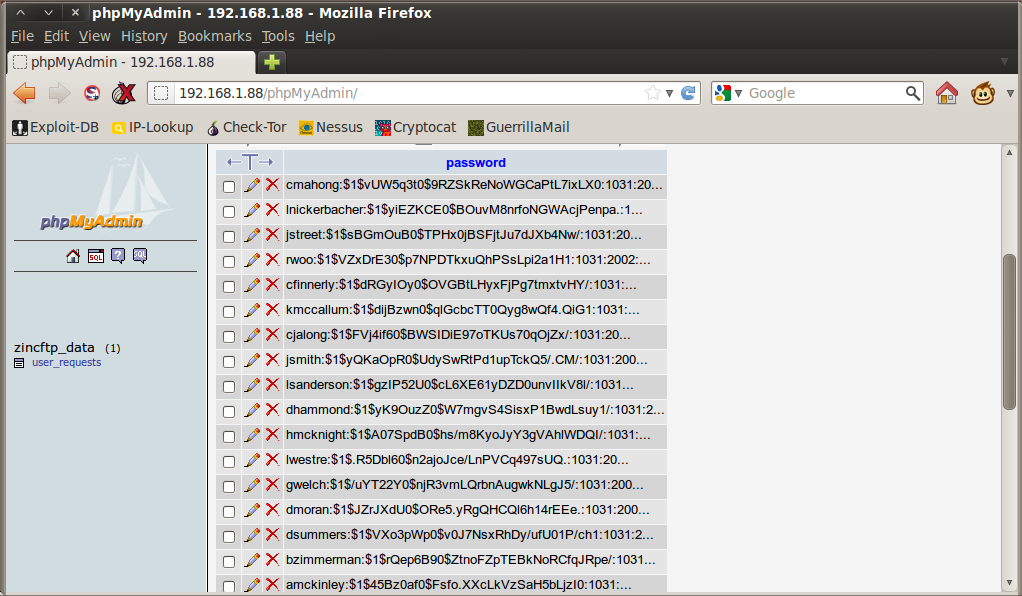 phpMyAdmin - 192.168.1.88 - Mozilla Firefox
File Edit View History Bookmarks Tools Help
phpMyAdmin - 192.168.1.88
192.168.1.88/phpMyAdmin/ Google
Exploit-DB IP-Lookup Check-Tor Nessus Cryptocat GuerrillaMail
phpMyAdmin
SQL
zincftp_data (1)
user_requests
←T→ password
cmahong:$1$vUW5q3t0$9RZSkReNoWGCaPtL7ixLX0:1031:20...
lnickerbacher:$1$yiEZKCE0$BOuvM8nrfoNGWAcjPenpa.:1...
jstreet:$1$sBGmOuB0$TPHx0jBSFjtJu7dJXb4Nw/:1031:20...
rwoo:$1$VZxDrE30$p7NPDTkxuQhPSsLpi2a1H1:1031:2002:...
cfinnerly:$1$dRGyIOy0$OVGBtLHyxFjPg7tmxtvHY/:1031:...
kmccallum:$1$dijBzwn0$qlGcbcTT0Qyg8wQf4.QiG1:1031:...
cjalong:$1$FVj4if60$BWSIDiE97oTKUs70qOjZx/:1031:20...
jsmith:$1$yQKaOpR0$UdySwRtPd1upTckQ5/.CM/:1031:200...
lsanderson:$1$gzIP52U0$cL6XE61yDZD0unvIIkV8l/:1031...
dhammond:$1$yK9OuzZ0$W7mgvS4SisxP1BwdLsuy1/:1031:2...
hmcknight:$1$A07SpdB0$hs/m8KyoJyY3gVAhlWDQI/:1031:...
lwestre:$1$.R5Dbl60$n2ajoJce/LnPVCq497sUQ.:1031:20...
gwelch:$1$/uYT22Y0$njR3vmLQrbnAugwkNLgJ5/:1031:200...
dmoran:$1$JZrJXdU0$ORe5.yRgQHCQl6h14rEEe.:1031:200...
dsummers:$1$VXo3pWp0$v0J7NsxRhDy/ufU01P/ch1:1031:2...
bzimmerman:$1$rQep6B90$ZtnoFZpTEBkNoRCfqJRpe/:1031...
amckinley:$1$45Bz0af0$Fsfo.XXcLkVzSaH5bLjzI0:1031:...